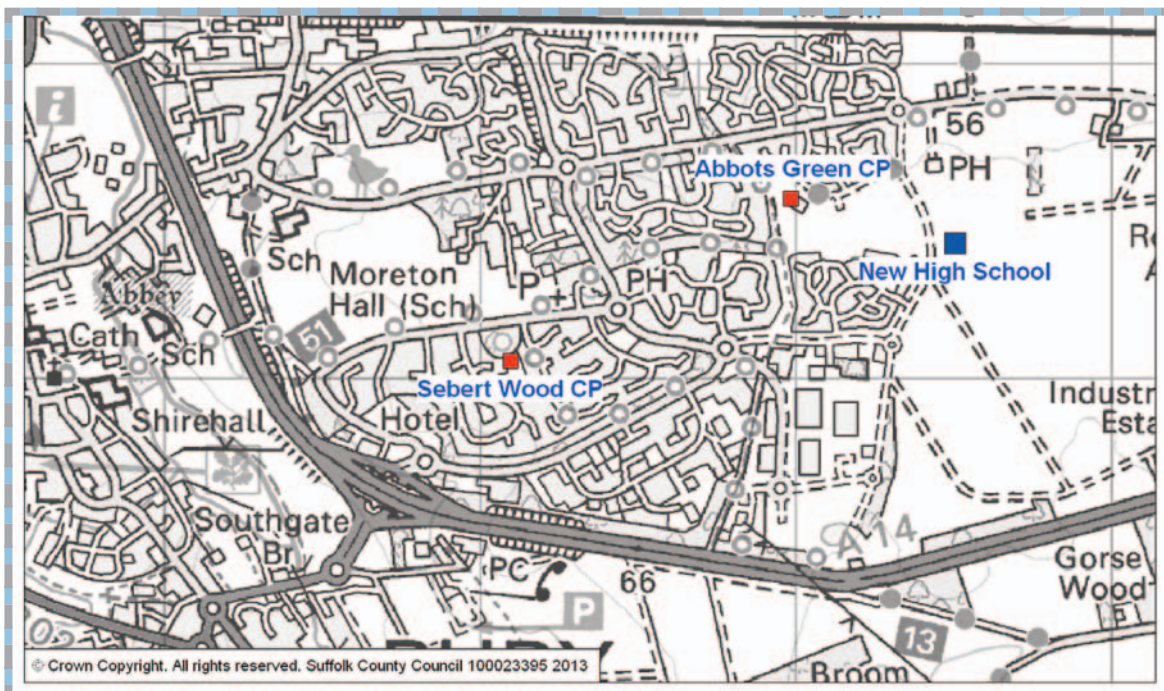 56
Abbots Green CP
PH
Sch
Moreton
Hall (Sch)
P
PH
New High School
Abbey
Cath
Sch
51
Sebert Wood CP
Shirehall
Hotel
Industr
Esta
Southgate
Br
PC
66
A 14
Gorse
Wood
P
13
Broom
© Crown Copyright. All rights reserved. Suffolk County Council 100023395 2013